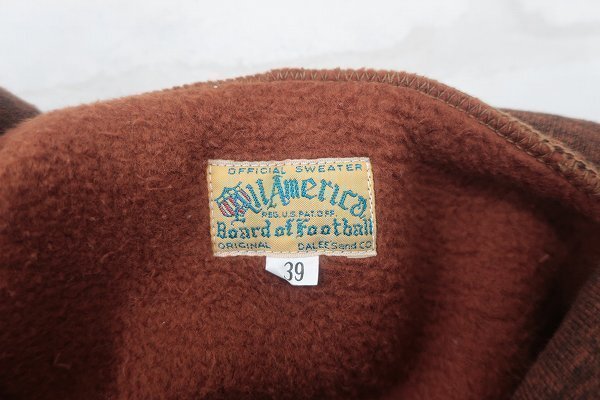 OFFICIAL SWEATER
All America
REG. U.S. PAT. OFF.
Board of Football
ORIGINAL DALEE'S and CO
39